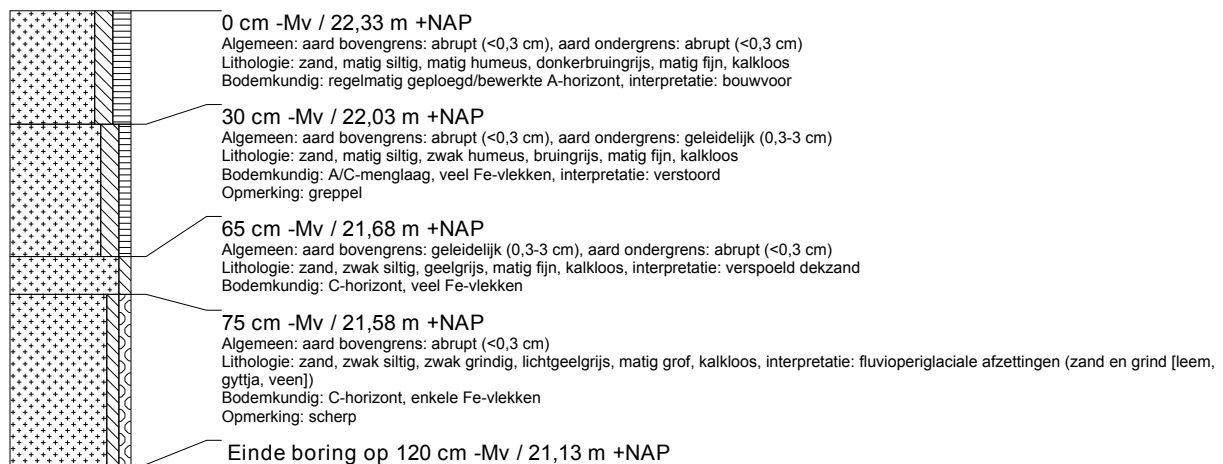 0 cm -Mv / 22,33 m +NAP
Algemeen: aard bovengrens: abrupt (<0,3 cm), aard ondergrens: abrupt (<0,3 cm)
Lithologie: zand, matig siltig, matig humeus, donkerbruingrijs, matig fijn, kalkloos
Bodemkundig: regelmatig geploegd/bewerkte A-horizont, interpretatie: bouwvoor
30 cm -Mv / 22,03 m +NAP
Algemeen: aard bovengrens: abrupt (<0,3 cm), aard ondergrens: geleidelijk (0,3-3 cm)
Lithologie: zand, matig siltig, zwak humeus, bruingrijs, matig fijn, kalkloos
Bodemkundig: A/C-menglaag, veel Fe-vlekken, interpretatie: verstoord
Opmerking: greppel
65 cm -Mv / 21,68 m +NAP
Algemeen: aard bovengrens: geleidelijk (0,3-3 cm), aard ondergrens: abrupt (<0,3 cm)
Lithologie: zand, zwak siltig, geelgrijs, matig fijn, kalkloos, interpretatie: verspoeld dekzand
Bodemkundig: C-horizont, veel Fe-vlekken
75 cm -Mv / 21,58 m +NAP
Algemeen: aard bovengrens: abrupt (<0,3 cm)
Lithologie: zand, zwak siltig, zwak grindig, lichtgeelgrijs, matig grof, kalkloos, interpretatie: fluvioperiglaciale afzettingen (zand en grind [leem,
gyttja, veen])
Bodemkundig: C-horizont, enkele Fe-vlekken
Opmerking: scherp
Einde boring op 120 cm -Mv / 21,13 m +NAP